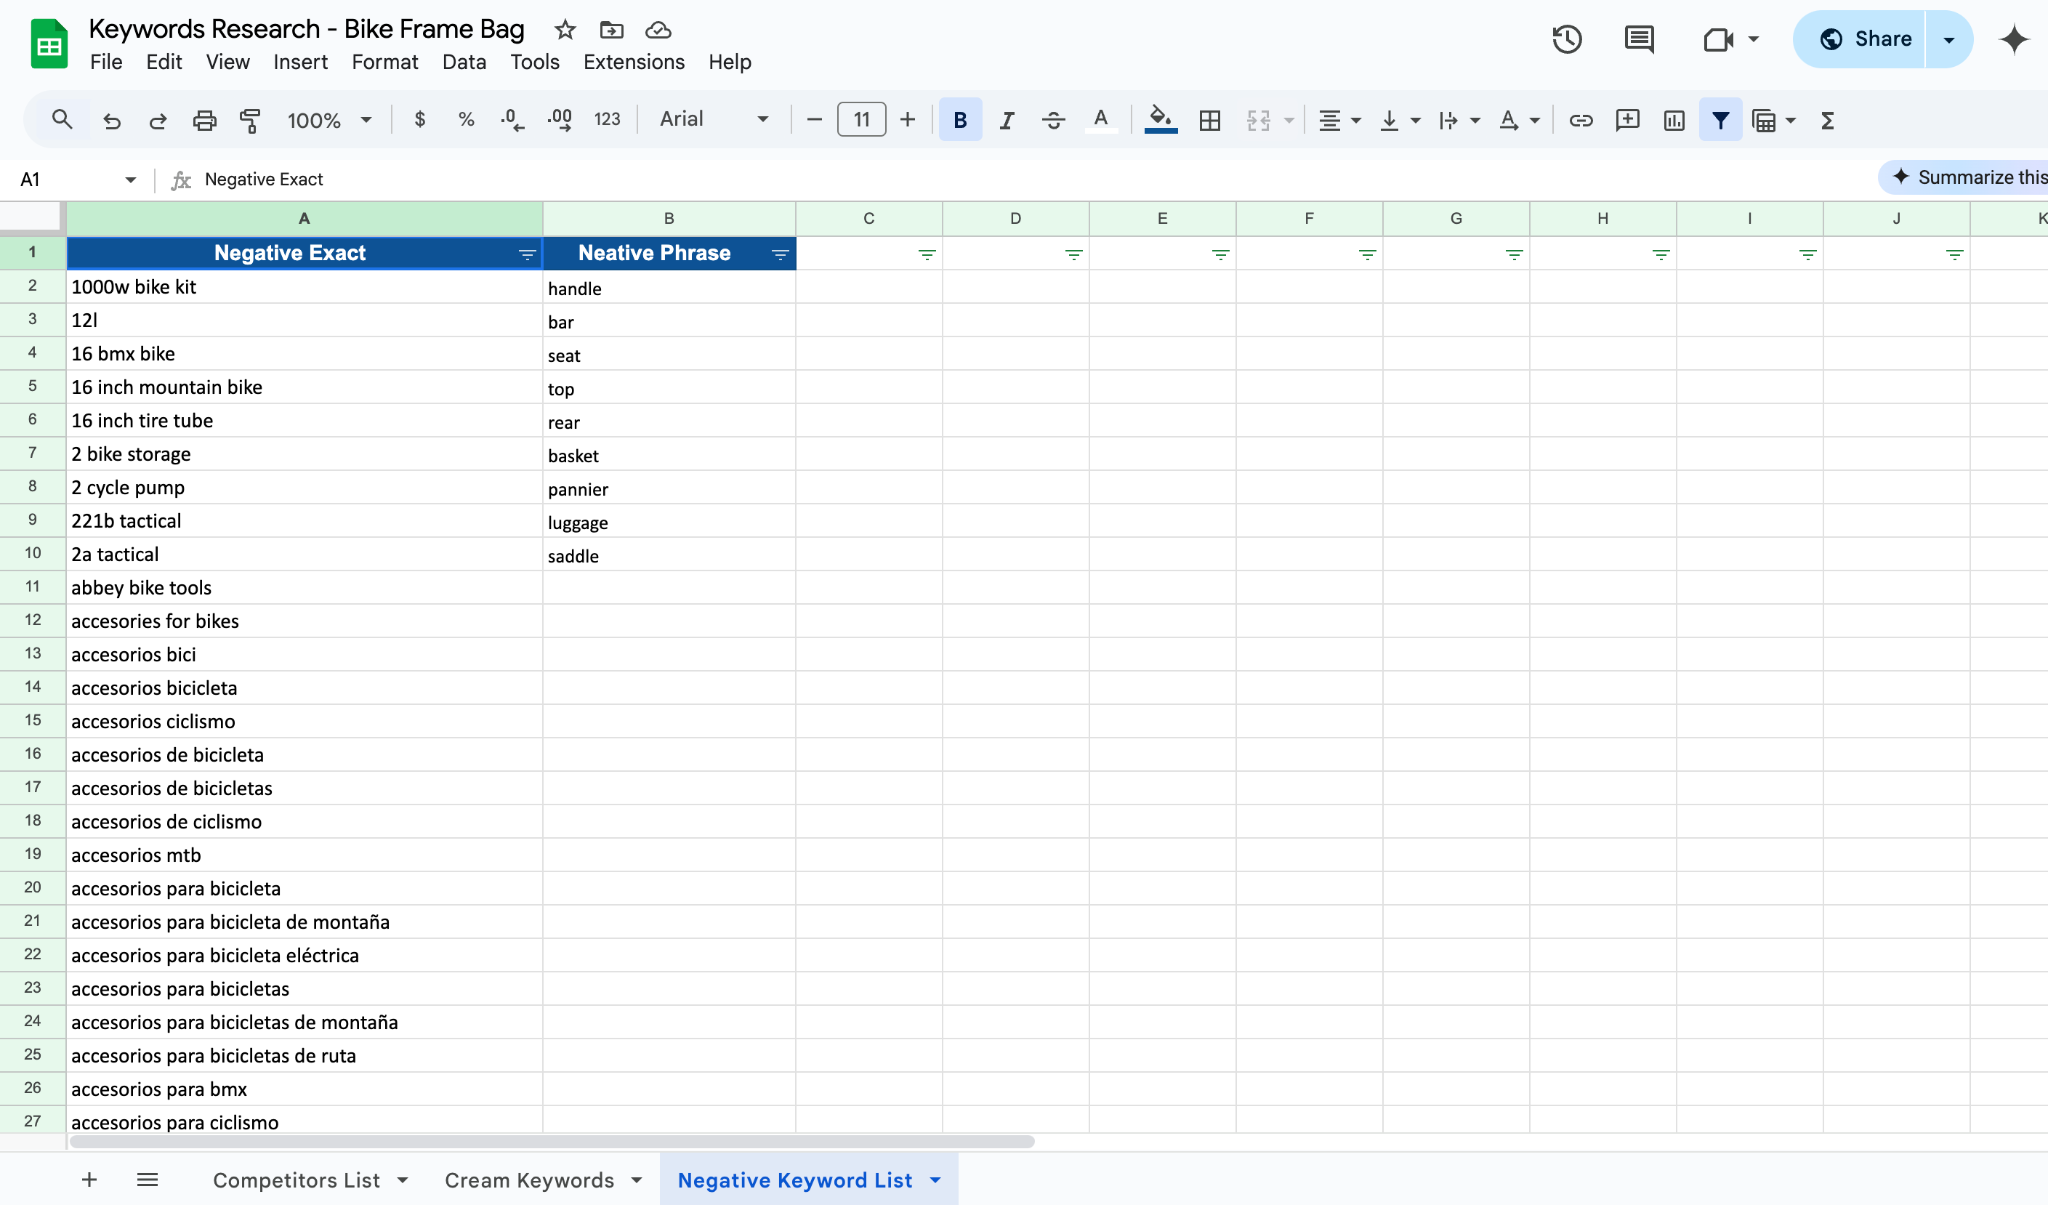 Keywords Research - Bike Frame Bag
File Edit View Insert Format Data Tools Extensions Help
Share
100% $ % .0 .00 123 Arial 11 B I A A Σ
A1 fx Negative Exact
Summarize this
A B C D E F G H I J K
1 Negative Exact Neative Phrase
2 1000w bike kit handle
3 12l bar
4 16 bmx bike seat
5 16 inch mountain bike top
6 16 inch tire tube rear
7 2 bike storage basket
8 2 cycle pump pannier
9 221b tactical luggage
10 2a tactical saddle
11 abbey bike tools
12 accesories for bikes
13 accesorios bici
14 accesorios bicicleta
15 accesorios ciclismo
16 accesorios de bicicleta
17 accesorios de bicicletas
18 accesorios de ciclismo
19 accesorios mtb
20 accesorios para bicicleta
21 accesorios para bicicleta de montaña
22 accesorios para bicicleta eléctrica
23 accesorios para bicicletas
24 accesorios para bicicletas de montaña
25 accesorios para bicicletas de ruta
26 accesorios para bmx
27 accesorios para ciclismo
Competitors List Cream Keywords Negative Keyword List